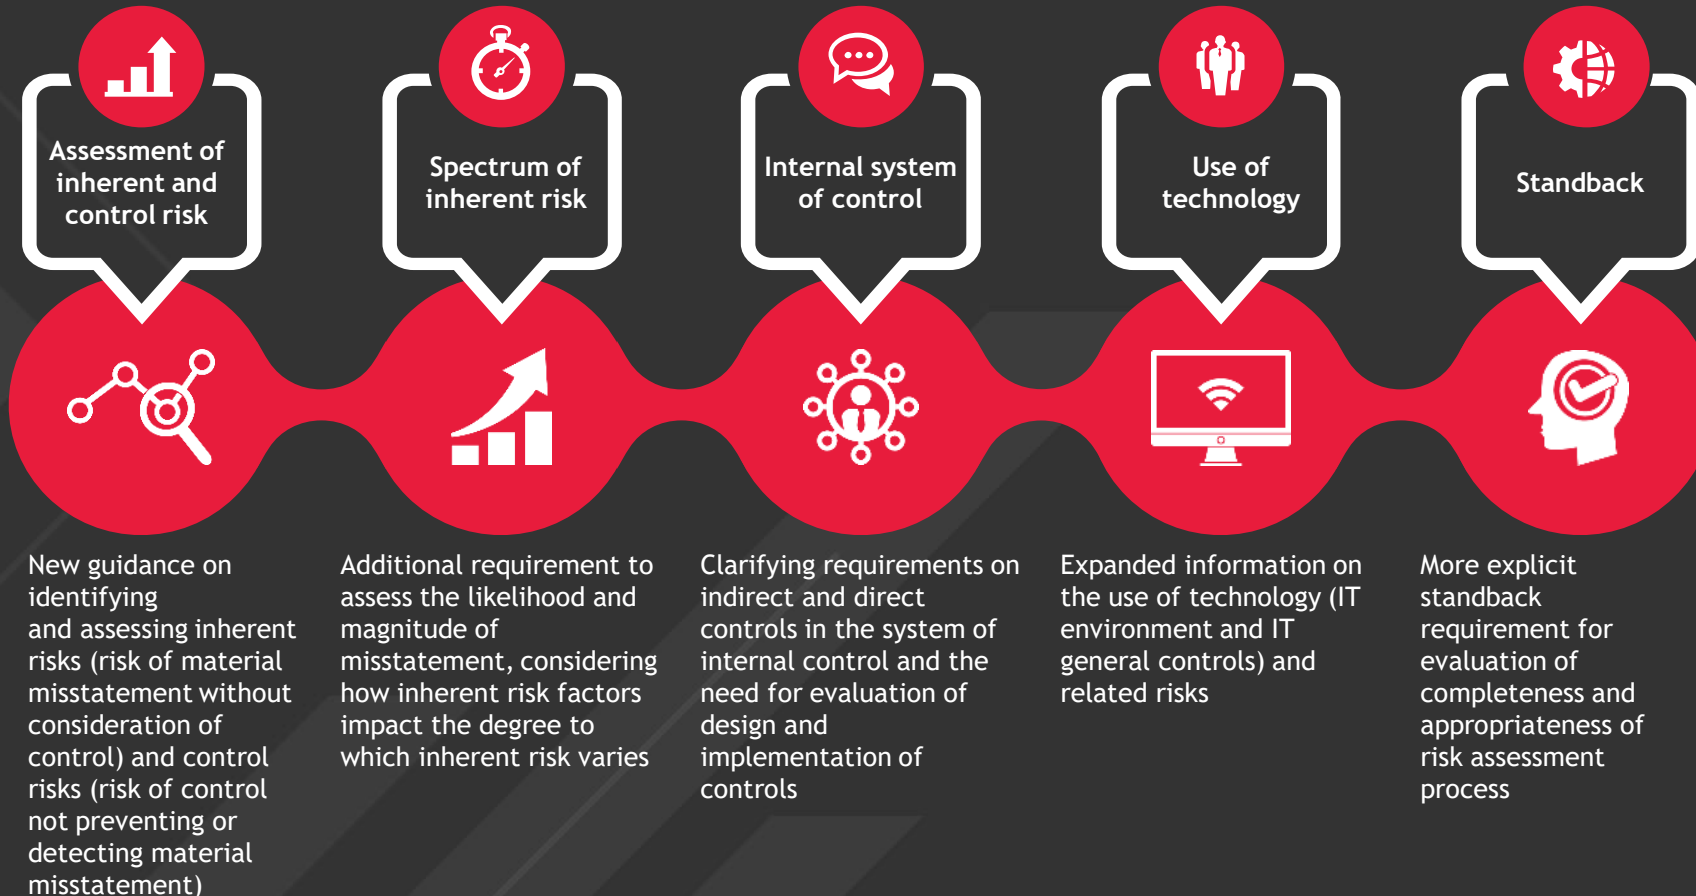 Assessment of
inherent and
control risk
Spectrum of
inherent risk
Internal system
of control
Use of
technology
Standback
New guidance on
identifying
and assessing inherent
risks (risk of material
misstatement without
consideration of
control) and control
risks (risk of control
not preventing or
detecting material
misstatement)
Additional requirement to
assess the likelihood and
magnitude of
misstatement, considering
how inherent risk factors
impact the degree to
which inherent risk varies
Clarifying requirements on
indirect and direct
controls in the system of
internal control and the
need for evaluation of
design and
implementation of
controls
Expanded information on
the use of technology (IT
environment and IT
general controls) and
related risks
More explicit
standback
requirement for
evaluation of
completeness and
appropriateness of
risk assessment
process